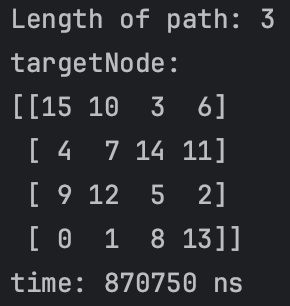 Length of path: 3
targetNode:
[[15 10  3  6]
 [ 4  7 14 11]
 [ 9 12  5  2]
 [ 0  1  8 13]]
time: 870750 ns